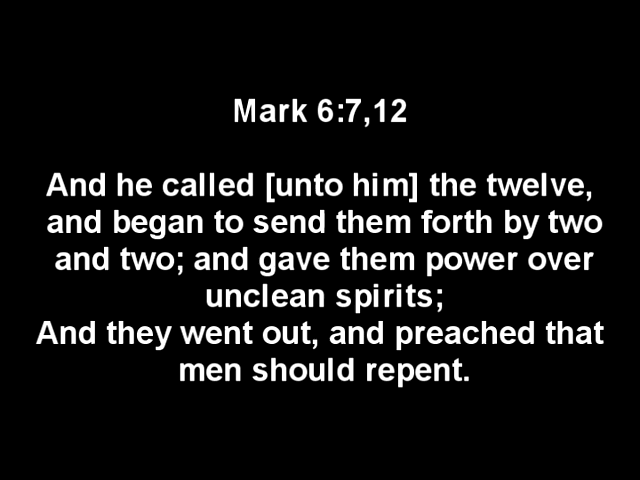 Mark 6:7,12
And he called [unto him] the twelve,
and began to send them forth by two
and two; and gave them power over
unclean spirits;
And they went out, and preached that
men should repent.